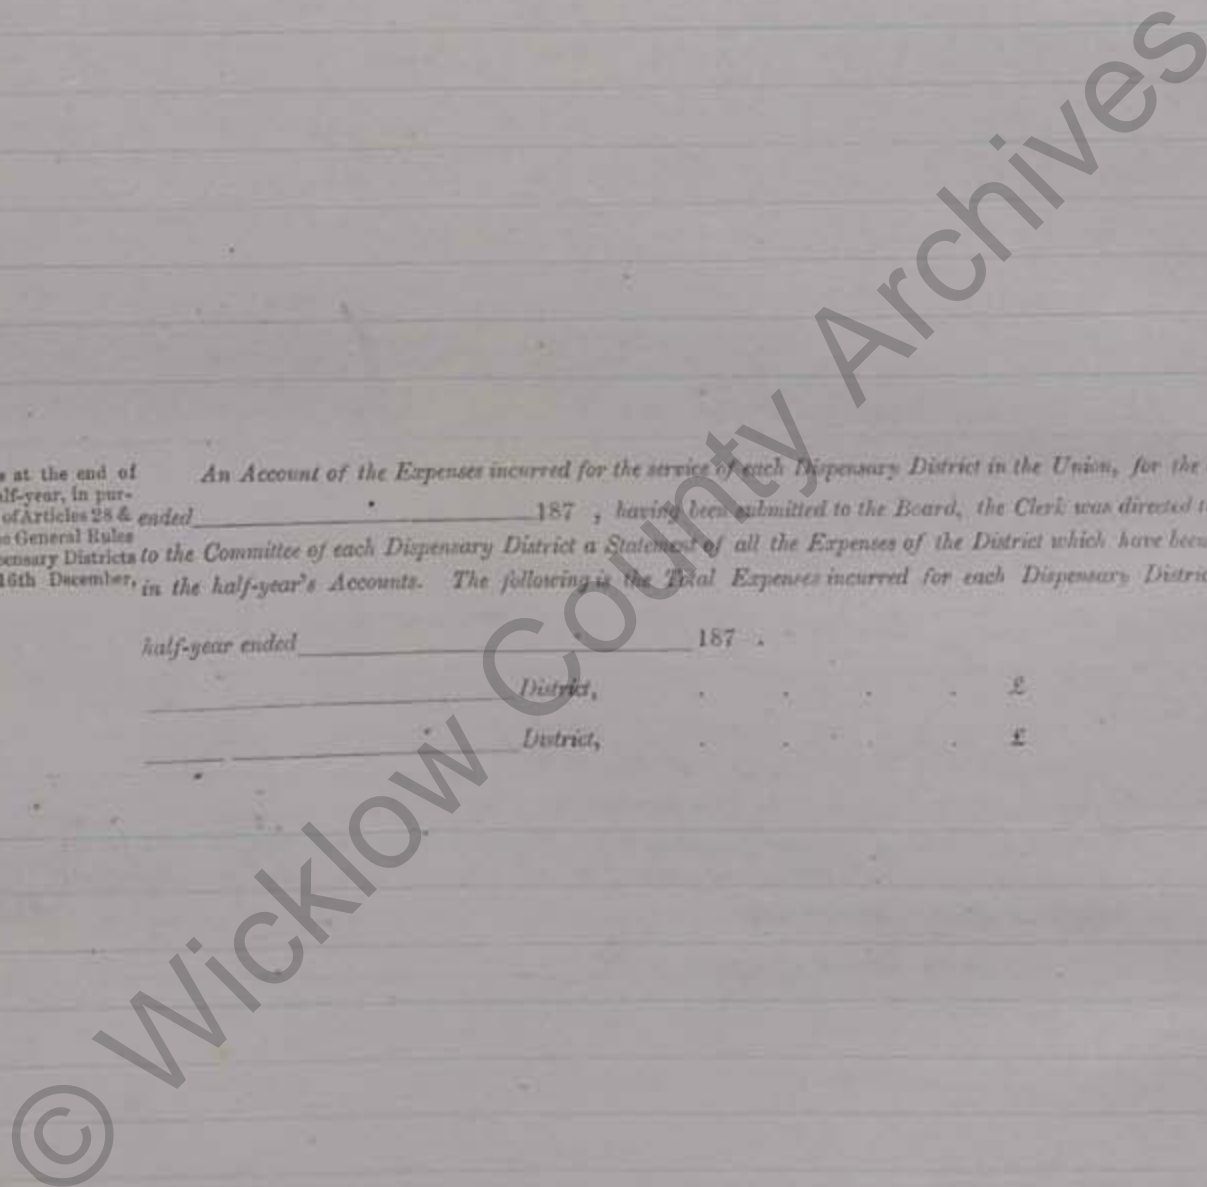 s at the end of
alf-year, in pur-
of Articles 28 &
ne General Rules
pensary Districts
16th December,
An Account of the Expenses incurred for the service of each Dispensary District in the Union, for the
ended 187 , having been submitted to the Board, the Clerk was directed t
to the Committee of each Dispensary District a Statement of all the Expenses of the District which have been
in the half-year's Accounts. The following is the Total Expenses incurred for each Dispensary Distric
half-year ended 187 .
District, . . . . £
District, . . . . £
© Wicklow County Archives